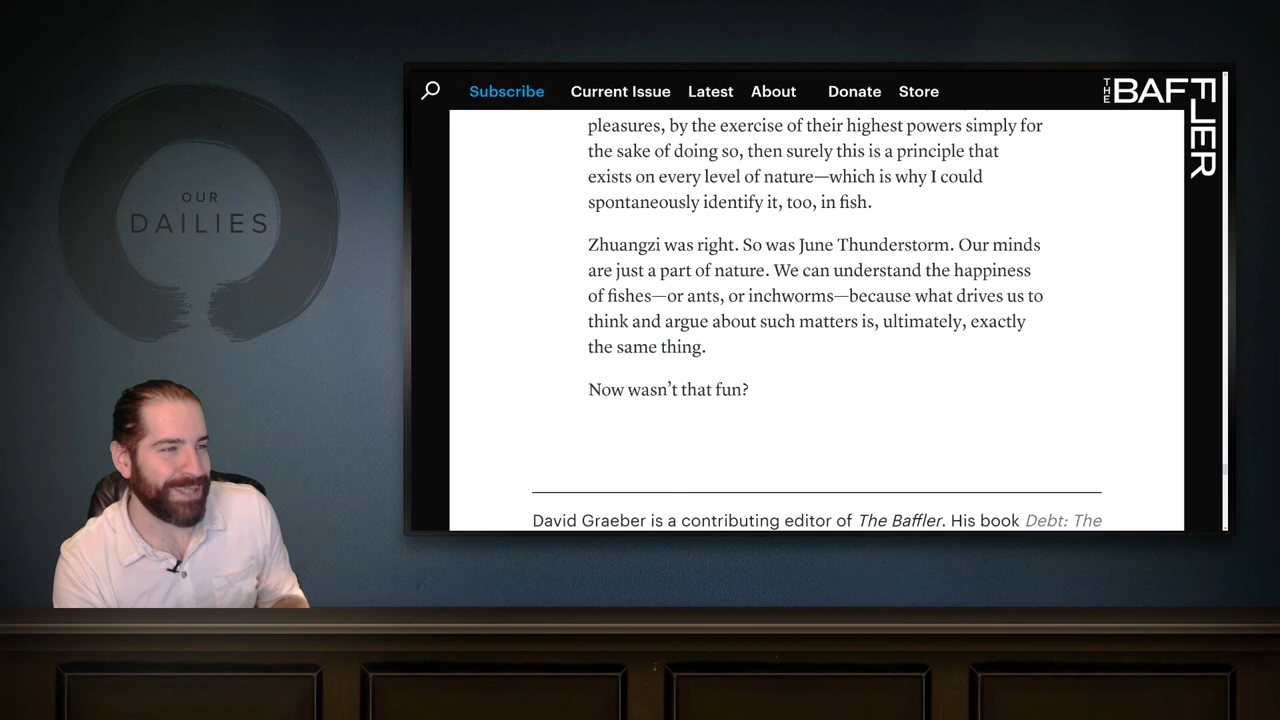 OUR
DAILIES
Subscribe Current Issue Latest About Donate Store
THE BAFFLER
pleasures, by the exercise of their highest powers simply for
the sake of doing so, then surely this is a principle that
exists on every level of nature—which is why I could
spontaneously identify it, too, in fish.
Zhuangzi was right. So was June Thunderstorm. Our minds
are just a part of nature. We can understand the happiness
of fishes—or ants, or inchworms—because what drives us to
think and argue about such matters is, ultimately, exactly
the same thing.
Now wasn’t that fun?
David Graeber is a contributing editor of The Baffler. His book Debt: The